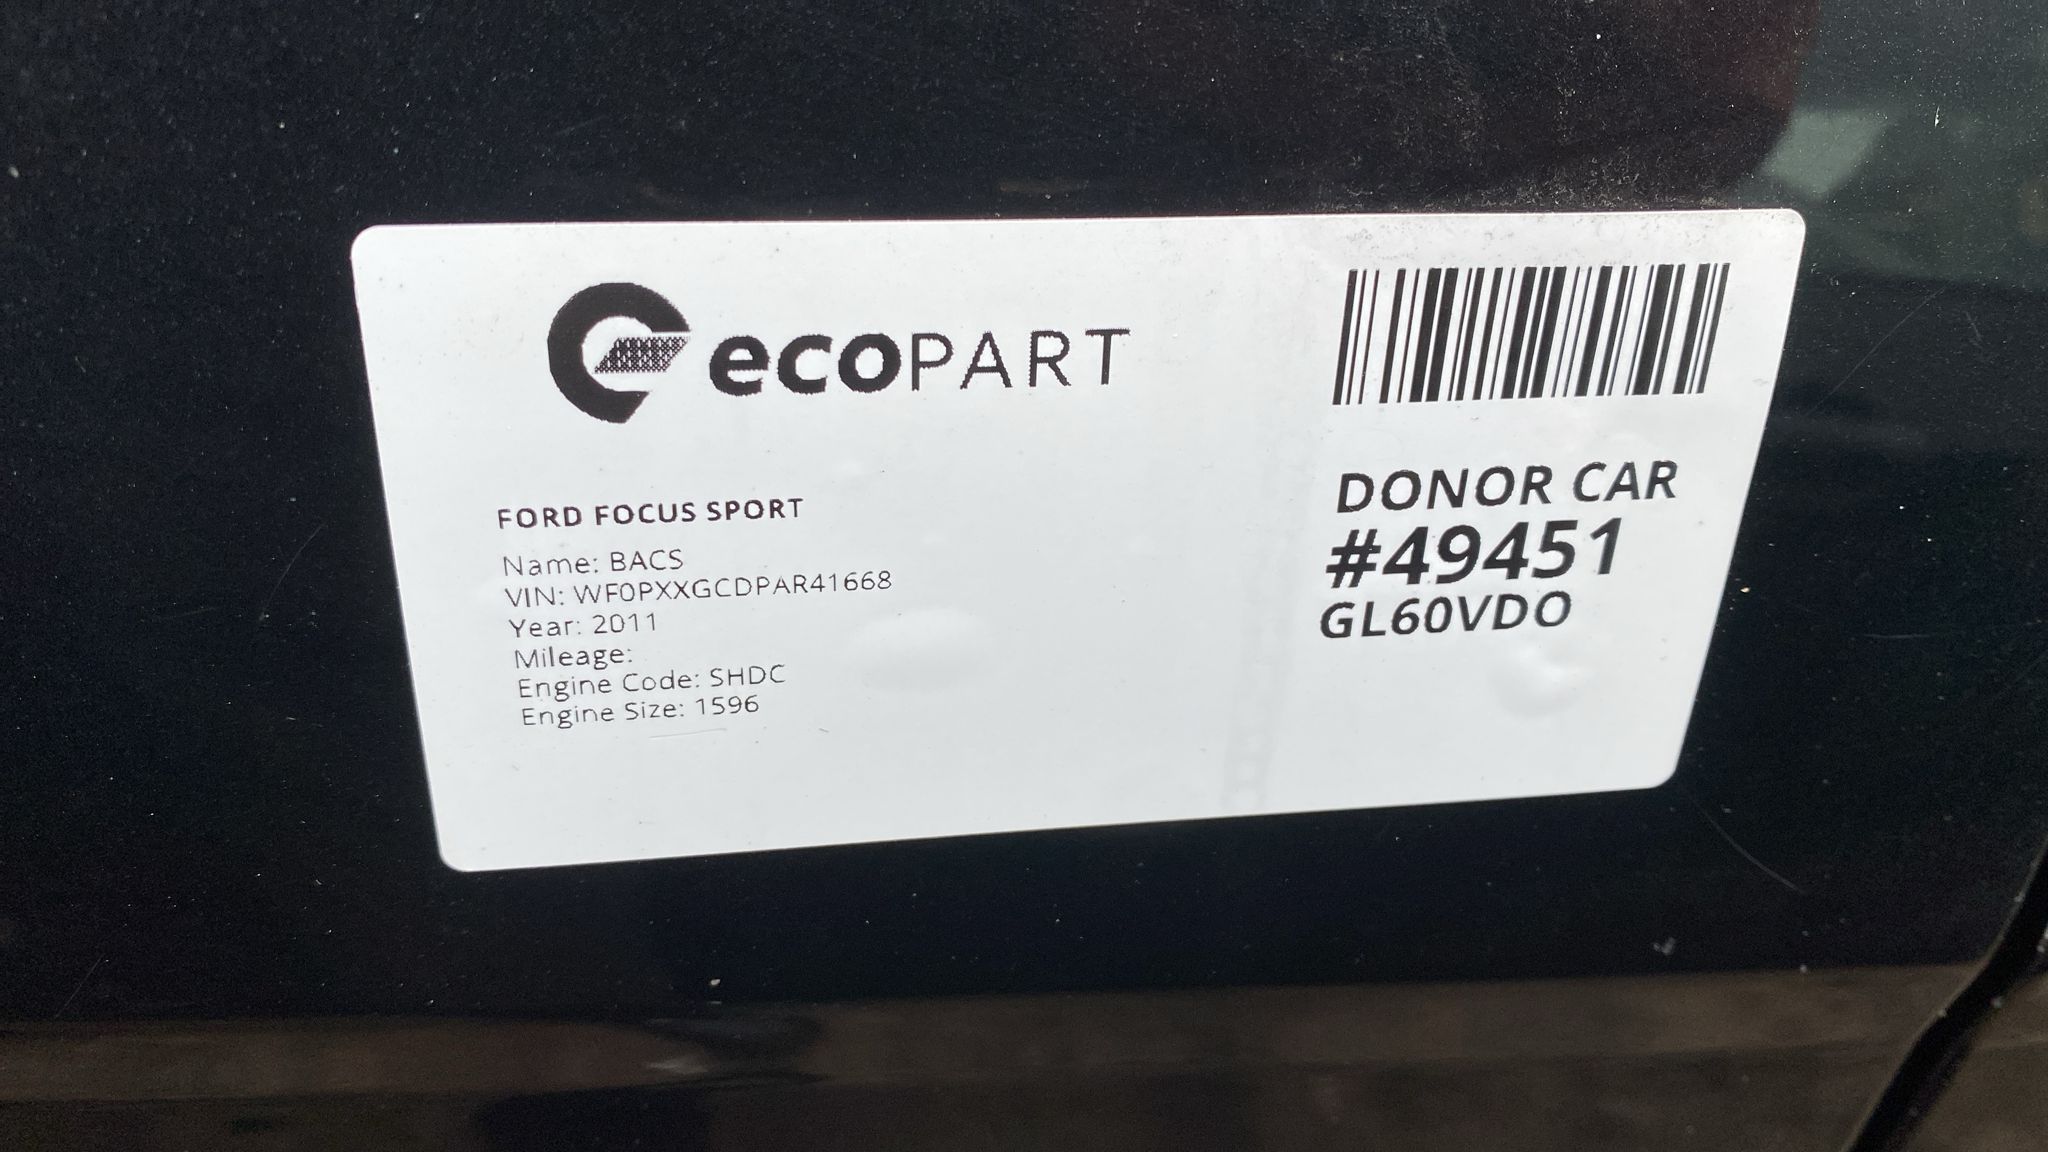 ecoPART
FORD FOCUS SPORT
Name: BACS
VIN: WF0PXXGCDPAR41668
Year: 2011
Mileage:
Engine Code: SHDC
Engine Size: 1596
DONOR CAR
#49451
GL60VDO